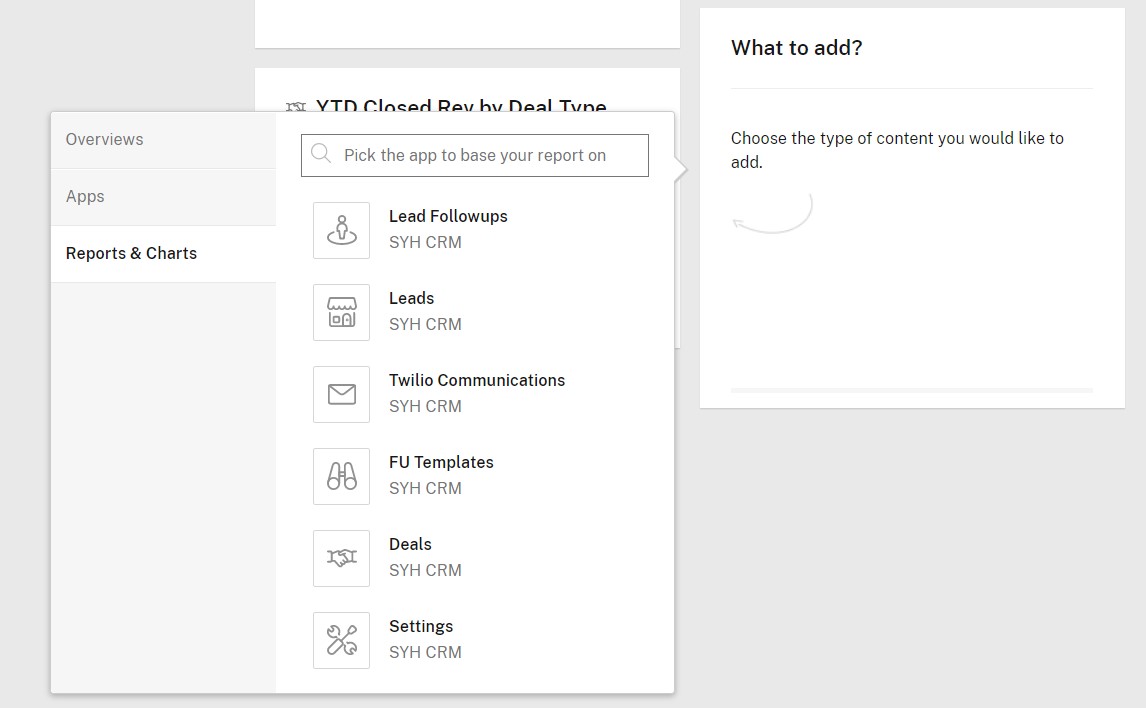 What to add?
YTD Closed Rev by Deal Type
Overviews
Apps
Reports & Charts
Pick the app to base your report on
Lead Followups
SYH CRM
Leads
SYH CRM
Twilio Communications
SYH CRM
FU Templates
SYH CRM
Deals
SYH CRM
Settings
SYH CRM
Choose the type of content you would like to
add.